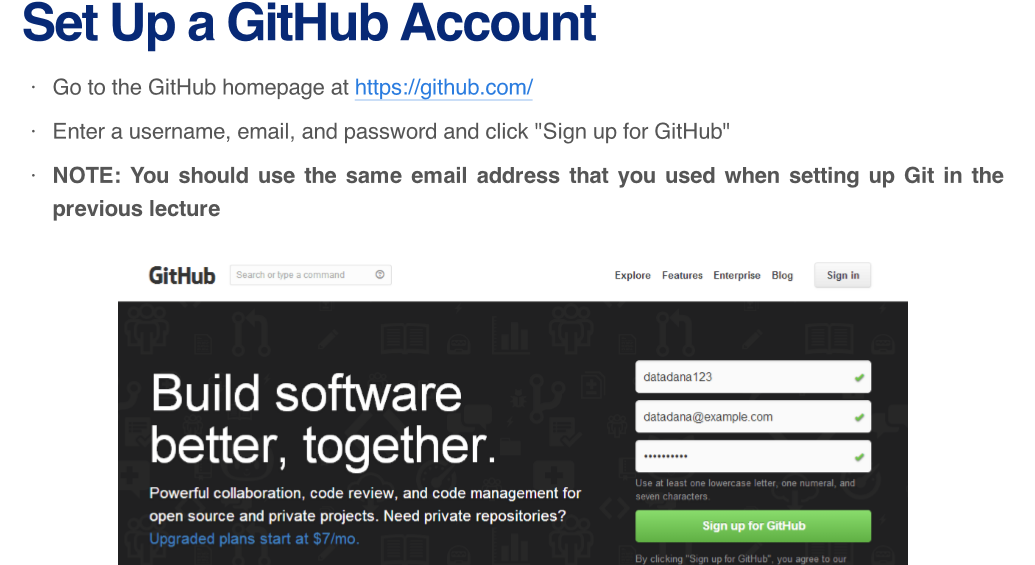 Set Up a GitHub Account
· Go to the GitHub homepage at https://github.com/
· Enter a username, email, and password and click "Sign up for GitHub"
· NOTE: You should use the same email address that you used when setting up Git in the
previous lecture
GitHub Search or type a command Explore Features Enterprise Blog Sign in
Build software
better, together.
Powerful collaboration, code review, and code management for
open source and private projects. Need private repositories?
Upgraded plans start at $7/mo.
datadana123
datadana@example.com
••••••••••
Use at least one lowercase letter, one numeral, and
seven characters.
Sign up for GitHub
By clicking "Sign up for GitHub", you agree to our